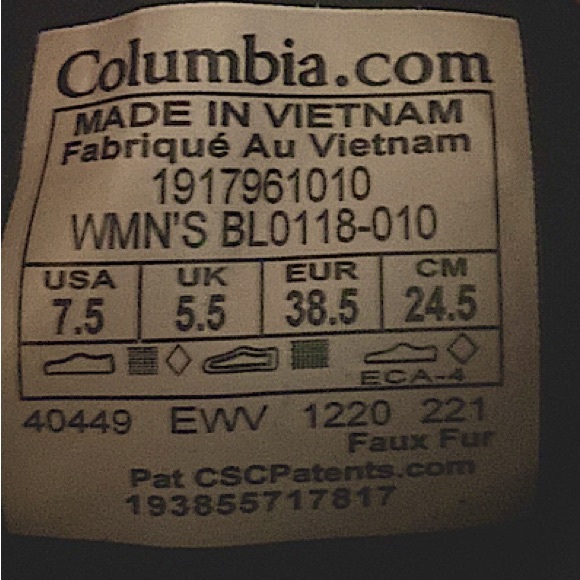 Columbia.com
MADE IN VIETNAM
Fabriqué Au Vietnam
1917961010
WMN'S BL0118-010
USA UK EUR CM
7.5 5.5 38.5 24.5
ECA-4
40449 EWV 1220 221
Faux Fur
Pat CSCPatents.com
193855717817